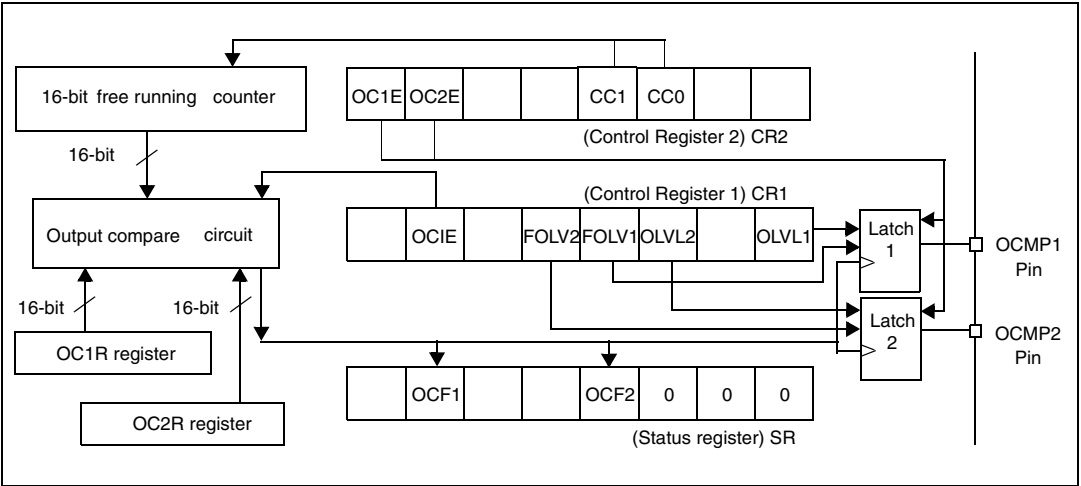 16-bit free running counter
OC1E OC2E CC1 CC0
(Control Register 2) CR2
16-bit
(Control Register 1) CR1
Output compare circuit
OCIE FOLV2 FOLV1 OLVL2 OLVL1
Latch
1
OCMP1
Pin
16-bit
16-bit
Latch
2
OCMP2
Pin
OC1R register
OCF1 OCF2 0 0 0
OC2R register
(Status register) SR